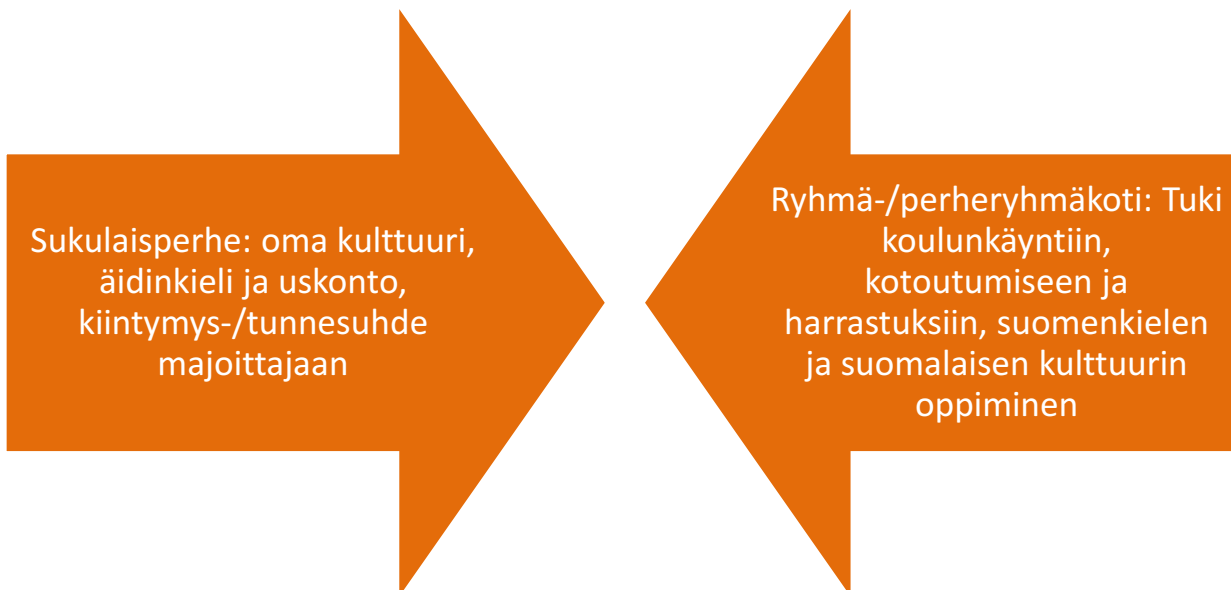 Sukulaisperhe: oma kulttuuri,
äidinkieli ja uskonto,
kiintymys-/tunnesuhde
majoittajaan
Ryhmä-/perheryhmäkoti: Tuki
koulunkäyntiin,
kotoutumiseen ja
harrastuksiin, suomenkielen
ja suomalaisen kulttuurin
oppiminen